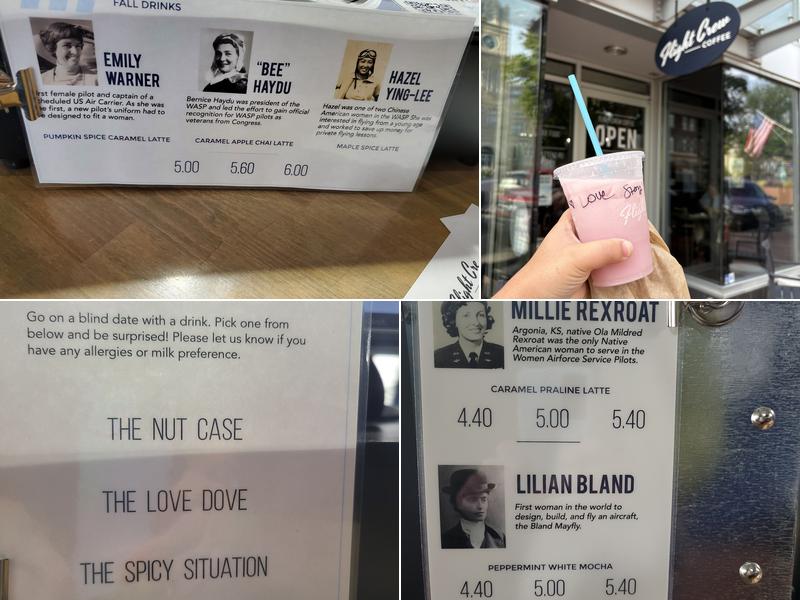 FALL DRINKS
EMILY
WARNER
first female pilot and captain of a
scheduled US Air Carrier. As she was
the first, a new pilot's uniform had to
be designed to fit a woman.
PUMPKIN SPICE CARAMEL LATTE
"BEE"
HAYDU
Bernice Haydu was president of the
WASP and led the effort to gain official
recognition for WASP pilots as
veterans from Congress.
CARAMEL APPLE CHAI LATTE
HAZEL
YING-LEE
Hazel was one of two Chinese
American women in the WASP She was
interested in flying from a young age
and worked to save up money for
private flying lessons.
MAPLE SPICE LATTE
5.00 5.60 6.00
Flight Crew
COFFEE
OPEN
LOVE Story
Go on a blind date with a drink. Pick one from
below and be surprised! Please let us know if you
have any allergies or milk preference.
THE NUT CASE
THE LOVE DOVE
THE SPICY SITUATION
MILLIE REXROAT
Argonia, KS, native Ola Mildred
Rexroat was the only Native
American woman to serve in the
Women Airforce Service Pilots.
CARAMEL PRALINE LATTE
4.40 5.00 5.40
LILIAN BLAND
First woman in the world to
design, build, and fly an aircraft,
the Bland Mayfly.
PEPPERMINT WHITE MOCHA
4.40 5.00 5.40